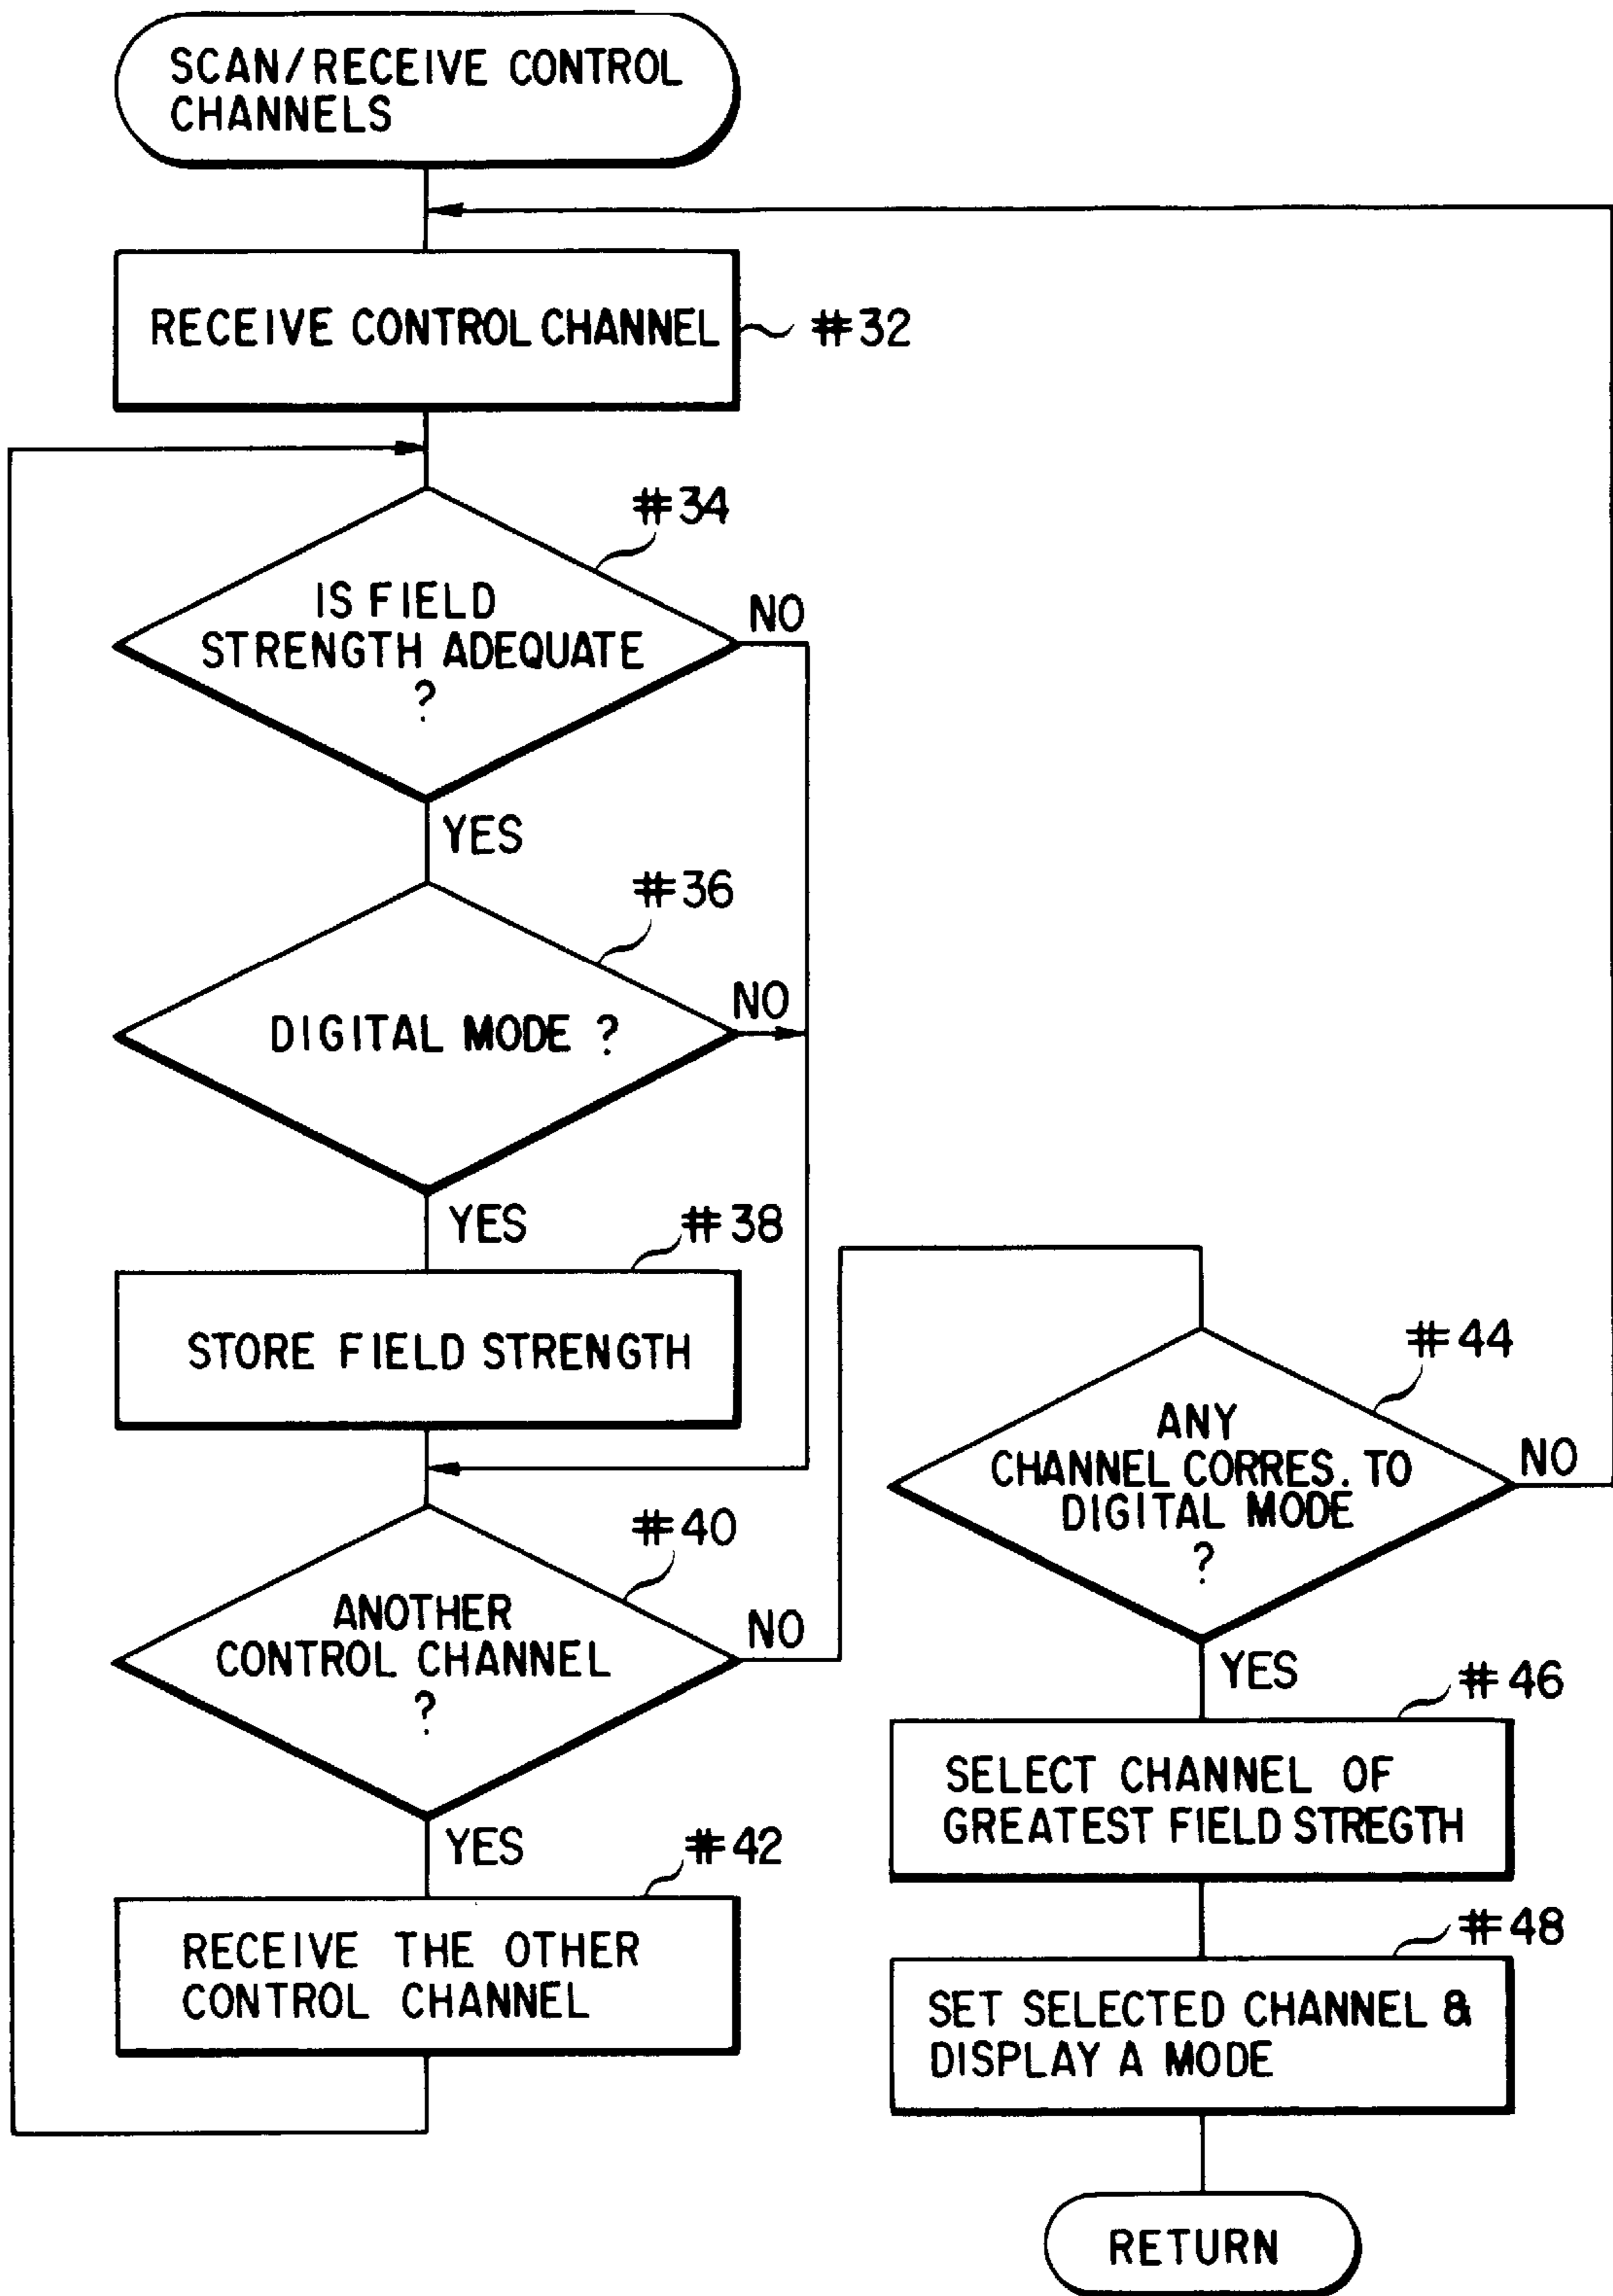 SCAN/RECEIVE CONTROL
CHANNELS
RECEIVE CONTROL CHANNEL
#32
#34
IS FIELD
STRENGTH ADEQUATE
?
NO
YES
#36
DIGITAL MODE ?
NO
YES
#38
STORE FIELD STRENGTH
#40
ANOTHER
CONTROL CHANNEL
?
NO
YES
#42
RECEIVE THE OTHER
CONTROL CHANNEL
#44
ANY
CHANNEL CORRES. TO
DIGITAL MODE
?
NO
YES
#46
SELECT CHANNEL OF
GREATEST FIELD STREGTH
#48
SET SELECTED CHANNEL &
DISPLAY A MODE
RETURN